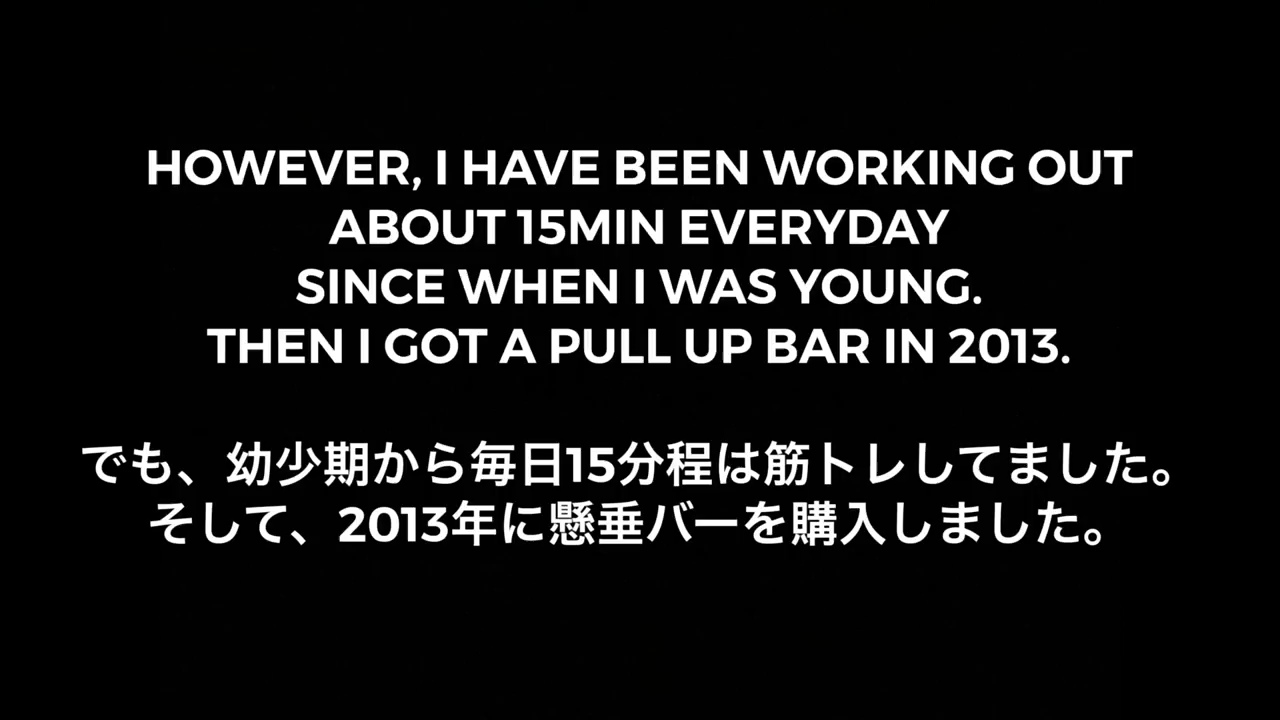 HOWEVER, I HAVE BEEN WORKING OUT
ABOUT 15MIN EVERYDAY
SINCE WHEN I WAS YOUNG.
THEN I GOT A PULL UP BAR IN 2013.
でも、幼少期から毎日15分程は筋トレしてました。
そして、2013年に懸垂バーを購入しました。